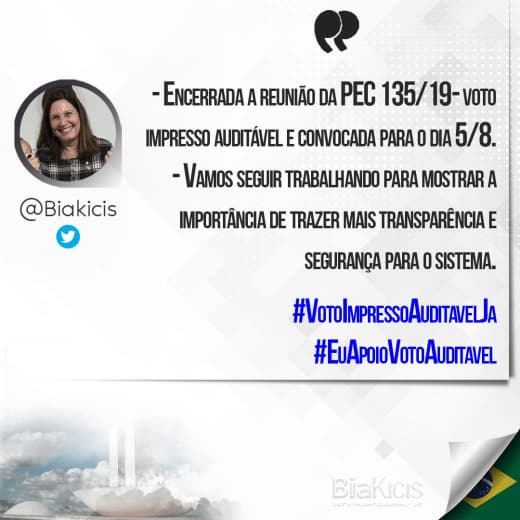 - Encerrada a reunião da PEC 135/19- voto
impresso auditável e convocada para o dia 5/8.
- Vamos seguir trabalhando para mostrar a
importância de trazer mais transparência e
segurança para o sistema.
@Biakicis
#VotoImpressoAuditavelJa
#EuApoioVotoAuditavel
BiaKicis